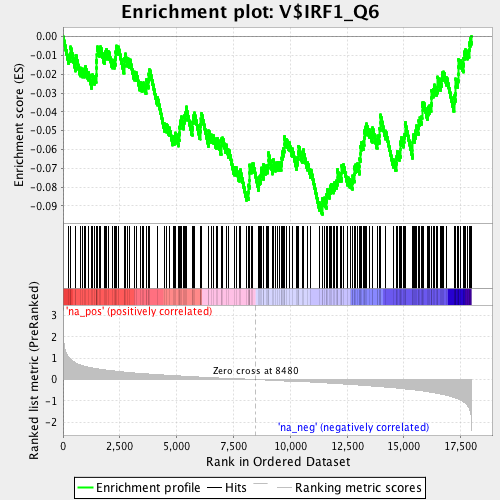 Enrichment plot: V$IRF1_Q6
Enrichment score (ES)
0.00
-0.01
-0.02
-0.03
-0.04
-0.05
-0.06
-0.07
-0.08
-0.09
'na_pos' (positively correlated)
Ranked list metric (PreRanked)
3
2
1
0
-1
-2
Zero cross at 8480
'na_neg' (negatively correlated)
0
2,500
5,000
7,500
10,000
12,500
15,000
17,500
Rank in Ordered Dataset
Enrichment profile
Hits
Ranking metric scores